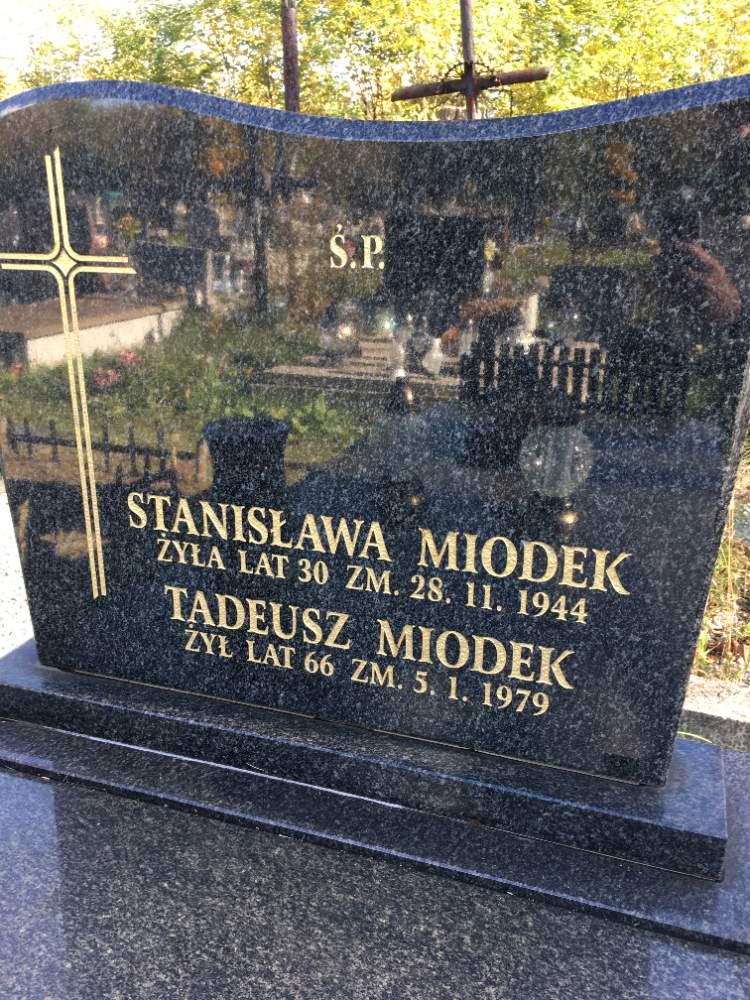 Ś.P.
STANISŁAWA MIODEK
ŻYŁA LAT 30 ZM. 28. 11. 1944
TADEUSZ MIODEK
ŻYŁ LAT 66 ZM. 5. 1. 1979